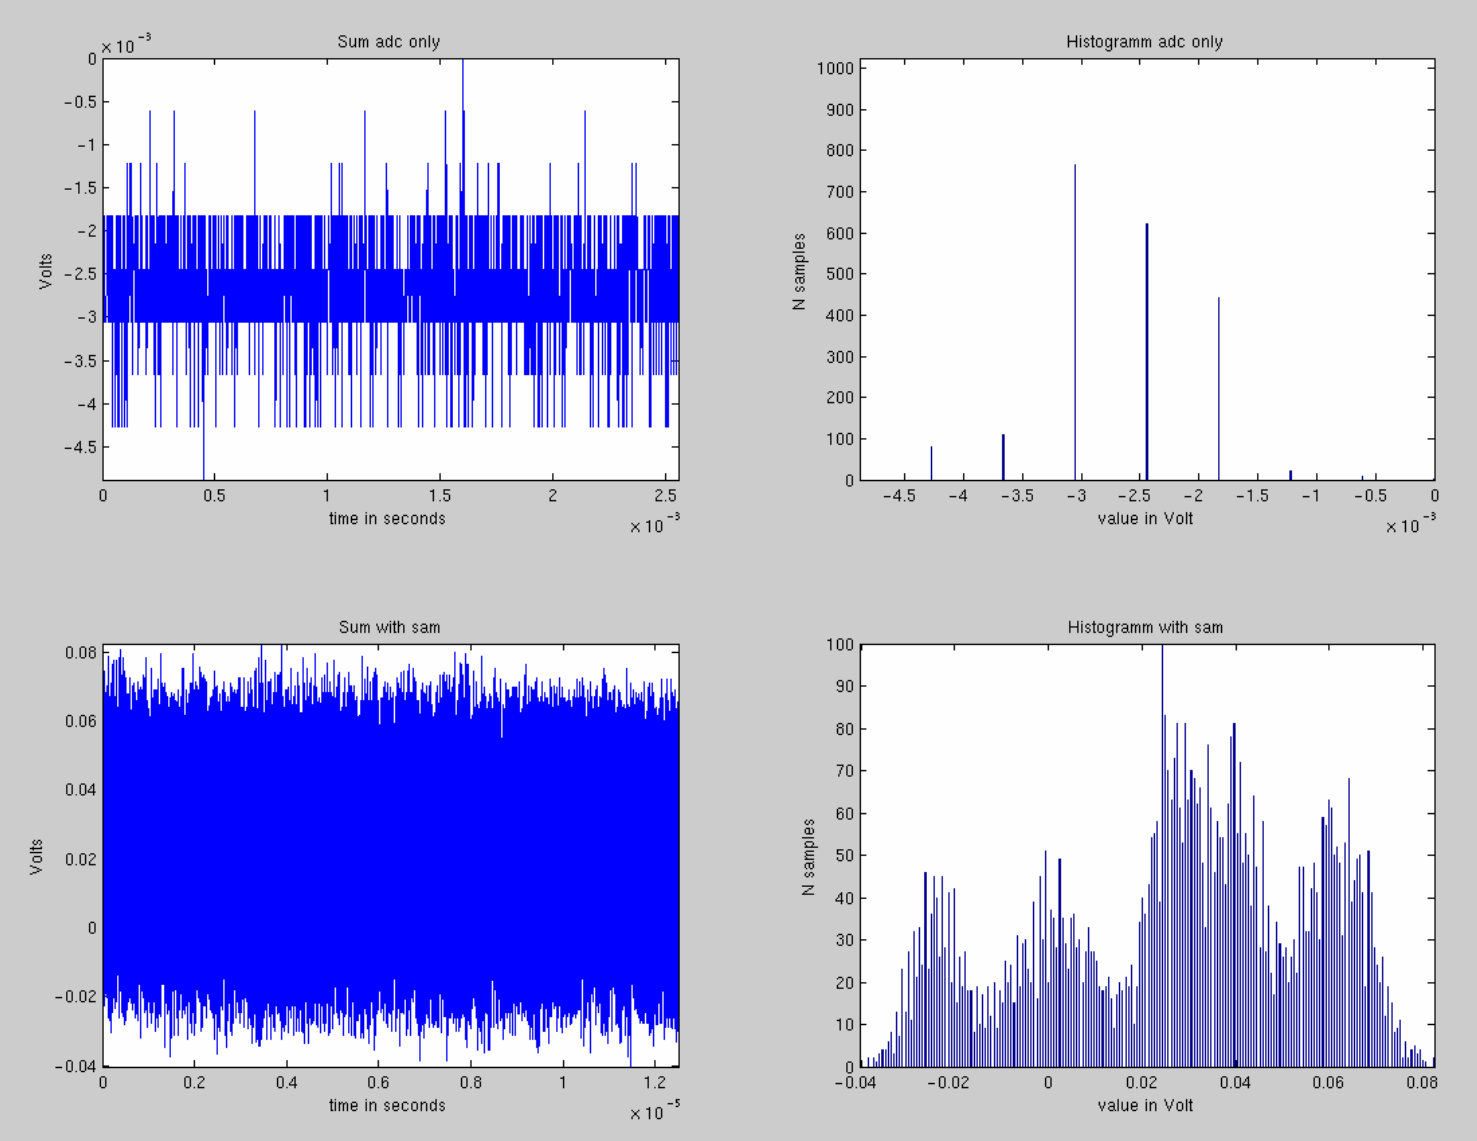 Sum adc only
×10⁻³
0
-0.5
-1
-1.5
-2
-2.5
-3
-3.5
-4
-4.5
Volts
0 0.5 1 1.5 2 2.5
time in seconds
×10⁻³
Histogramm adc only
1000
900
800
700
600
500
400
300
200
100
0
N samples
-4.5 -4 -3.5 -3 -2.5 -2 -1.5 -1 -0.5 0
value in Volt
×10⁻³
Sum with sam
0.08
0.06
0.04
0.02
0
-0.02
-0.04
Volts
0 0.2 0.4 0.6 0.8 1 1.2
time in seconds
×10⁻⁵
Histogramm with sam
100
90
80
70
60
50
40
30
20
10
0
N samples
-0.04 -0.02 0 0.02 0.04 0.06 0.08
value in Volt